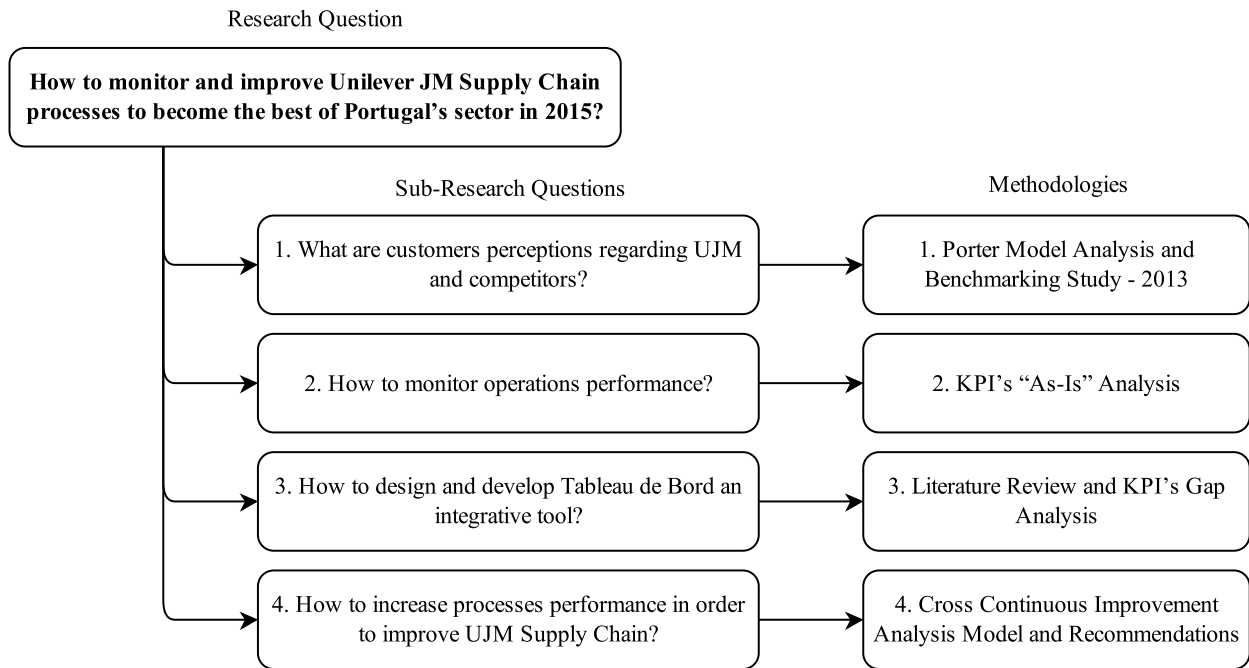 Research Question
How to monitor and improve Unilever JM Supply Chain
processes to become the best of Portugal’s sector in 2015?
Sub-Research Questions
Methodologies
1. What are customers perceptions regarding UJM
and competitors?
1. Porter Model Analysis and
Benchmarking Study - 2013
2. How to monitor operations performance?
2. KPI’s “As-Is” Analysis
3. How to design and develop Tableau de Bord an
integrative tool?
3. Literature Review and KPI’s Gap
Analysis
4. How to increase processes performance in order
to improve UJM Supply Chain?
4. Cross Continuous Improvement
Analysis Model and Recommendations